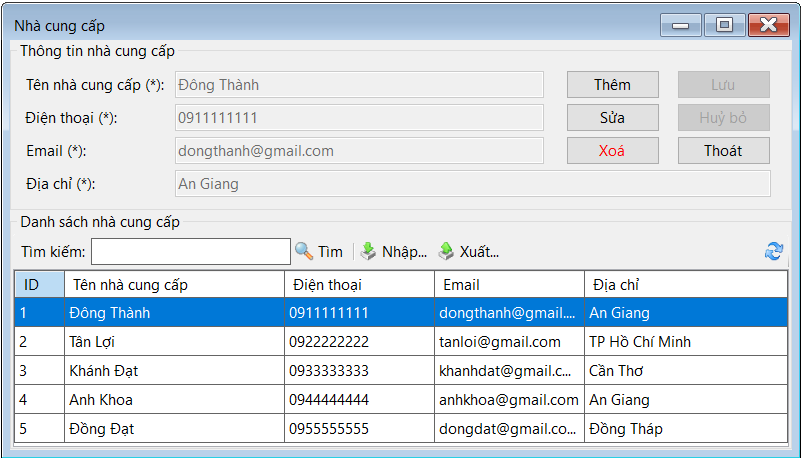 Nhà cung cấp
Thông tin nhà cung cấp
Tên nhà cung cấp (*): Đông Thành Thêm Lưu
Điện thoại (*): 0911111111 Sửa Huỷ bỏ
Email (*): dongthanh@gmail.com Xoá Thoát
Địa chỉ (*): An Giang
Danh sách nhà cung cấp
Tìm kiếm: Tìm Nhập... Xuất...
ID Tên nhà cung cấp Điện thoại Email Địa chỉ
1 Đông Thành 0911111111 dongthanh@gmail.... An Giang
2 Tân Lợi 0922222222 tanloi@gmail.com TP Hồ Chí Minh
3 Khánh Đạt 0933333333 khanhdat@gmail.c... Cần Thơ
4 Anh Khoa 0944444444 anhkhoa@gmail.com An Giang
5 Đồng Đạt 0955555555 dongdat@gmail.co... Đồng Tháp